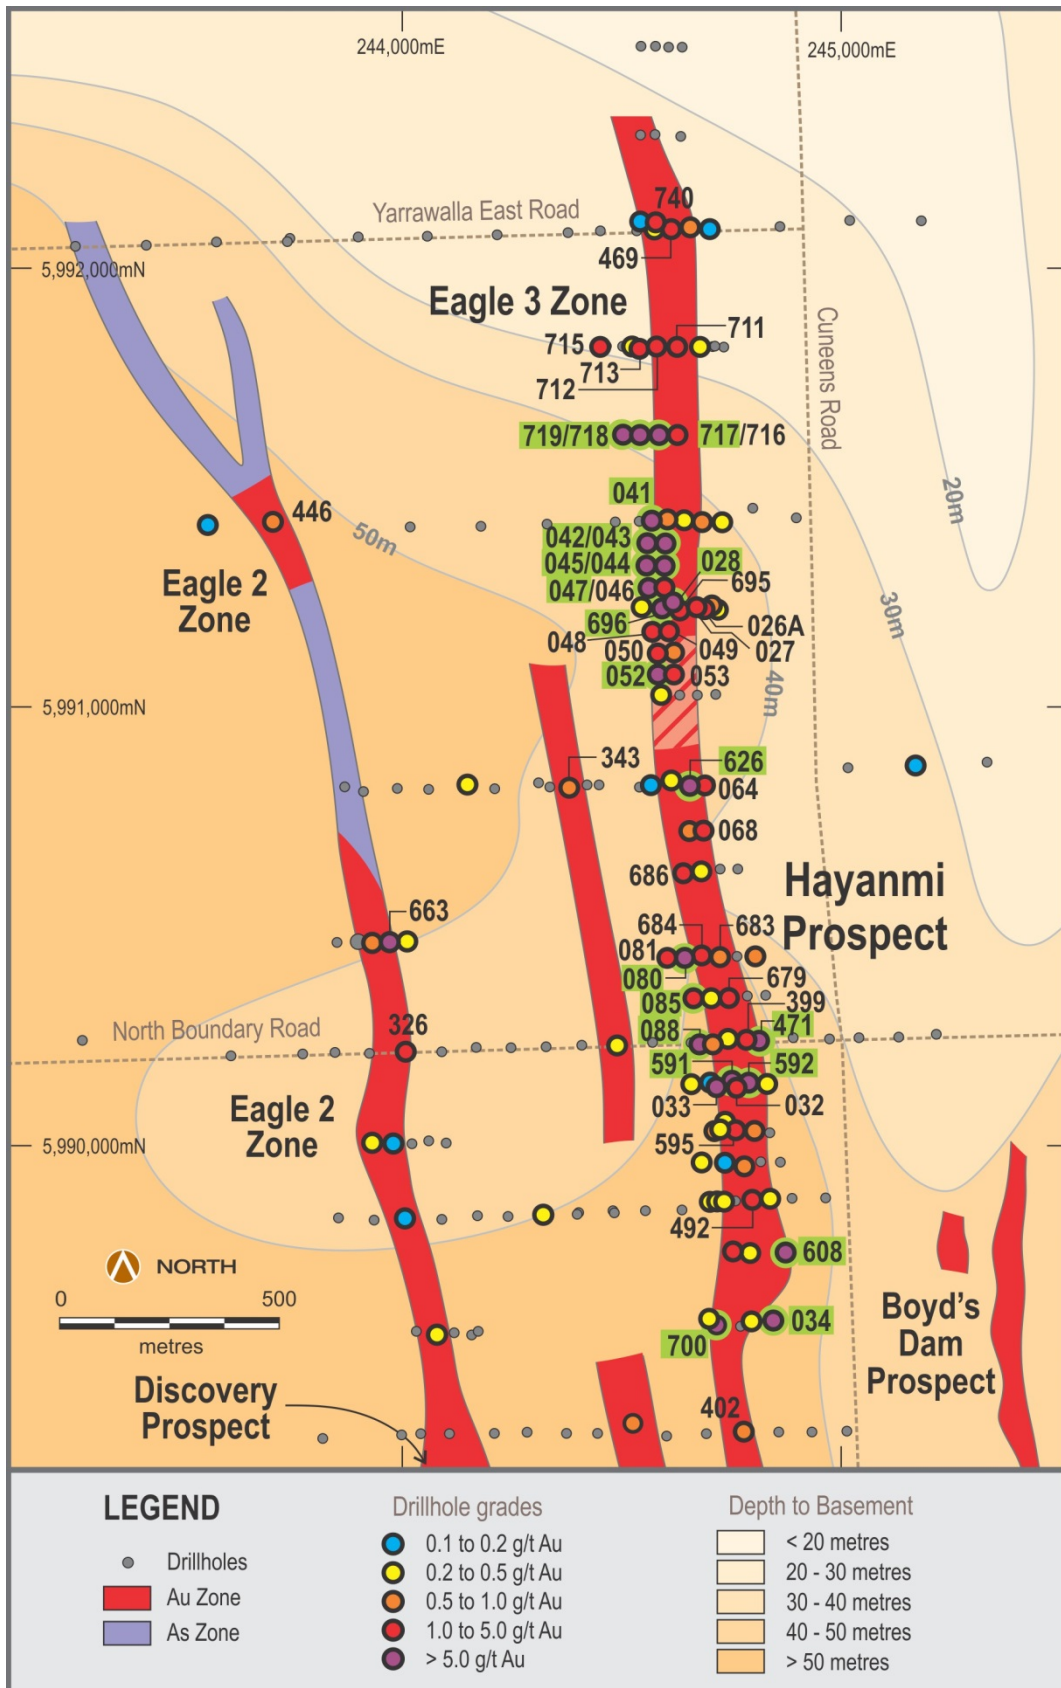 244,000mE
245,000mE
740
Yarrawalla East Road
469
5,992,000mN
Eagle 3 Zone
711
715
713
712
Cuneens Road
719/718
717/716
041
20m
446
50m
042/043
045/044
028
047/046
695
Eagle 2
Zone
696
026A
30m
048
049
027
050
052
053
40m
5,991,000mN
343
626
064
068
686
Hayanmi
Prospect
663
684
683
081
080
679
085
399
North Boundary Road
326
088
471
591
592
Eagle 2
Zone
033
032
5,990,000mN
595
492
NORTH
608
0
500
metres
034
700
Boyd's
Dam
Prospect
Discovery
Prospect
402
LEGEND
Drillholes
Au Zone
As Zone
Drillhole grades
0.1 to 0.2 g/t Au
0.2 to 0.5 g/t Au
0.5 to 1.0 g/t Au
1.0 to 5.0 g/t Au
> 5.0 g/t Au
Depth to Basement
< 20 metres
20 - 30 metres
30 - 40 metres
40 - 50 metres
> 50 metres